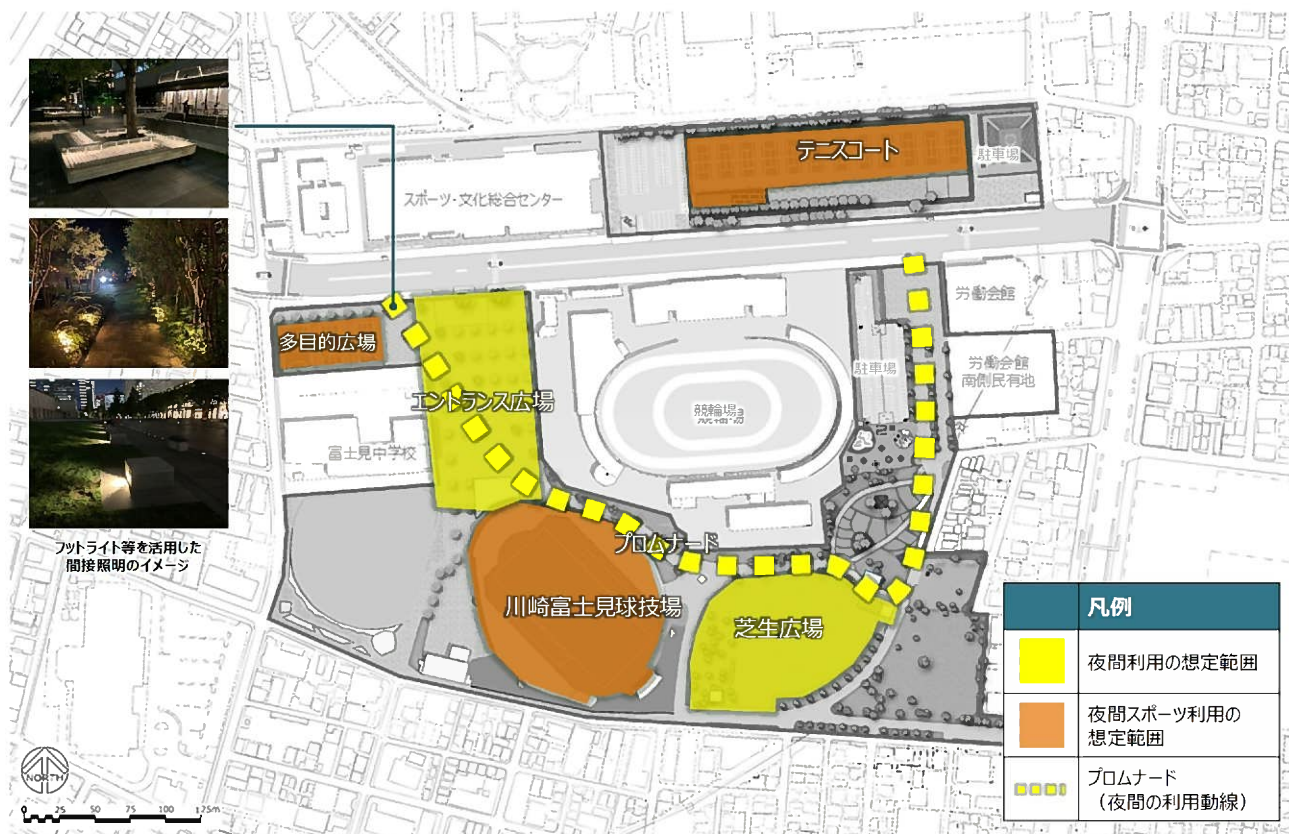 テニスコート
駐車場
スポーツ・文化総合センター
労働会館
多目的広場
労働会館
南側民有地
駐車場
エントランス広場
競輪場
富士見中学校
プロムナード
フットライト等を活用した
間接照明のイメージ
川崎富士見球技場
芝生広場
凡例
夜間利用の想定範囲
夜間スポーツ利用の
想定範囲
プロムナード
（夜間の利用動線）
NORTH
0 25 50 75 100 125m